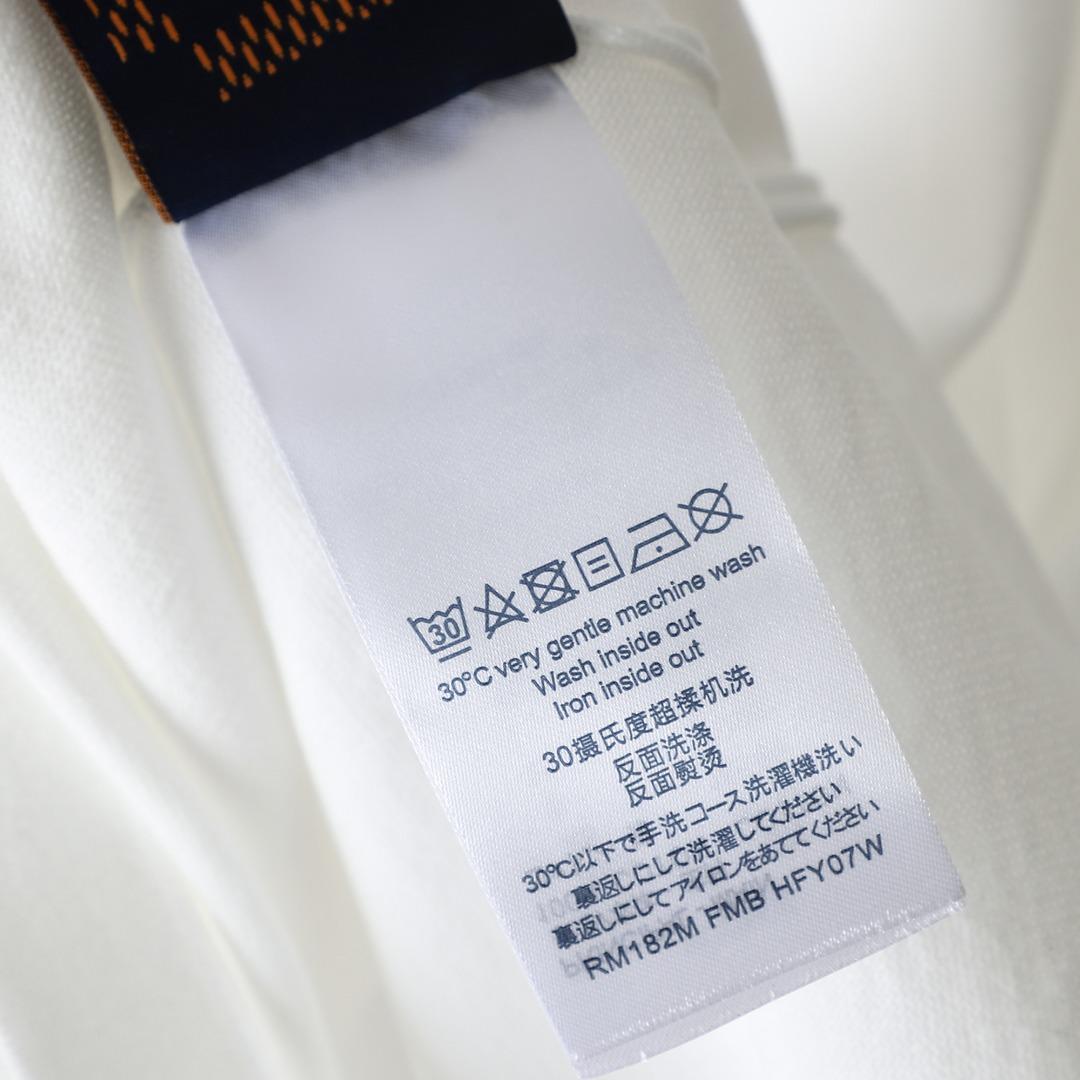 30
30°C very gentle machine wash
Wash inside out
Iron inside out
30摄氏度超揉机洗
反面洗涤
反面熨烫
30℃以下で手洗コース洗濯機洗い
裏返しにして洗濯してください
裏返しにしてアイロンをあててください
RM182M FMB HFY07W